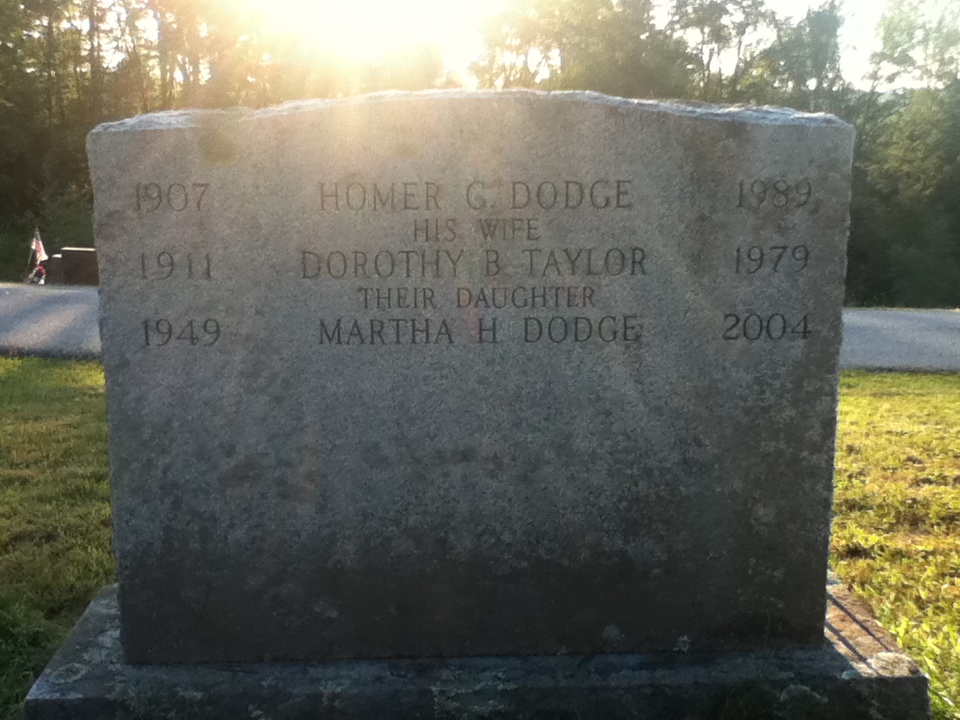 1907 HOMER G. DODGE 1989
HIS WIFE
1911 DOROTHY B TAYLOR 1979
THEIR DAUGHTER
1949 MARTHA H DODGE 2004